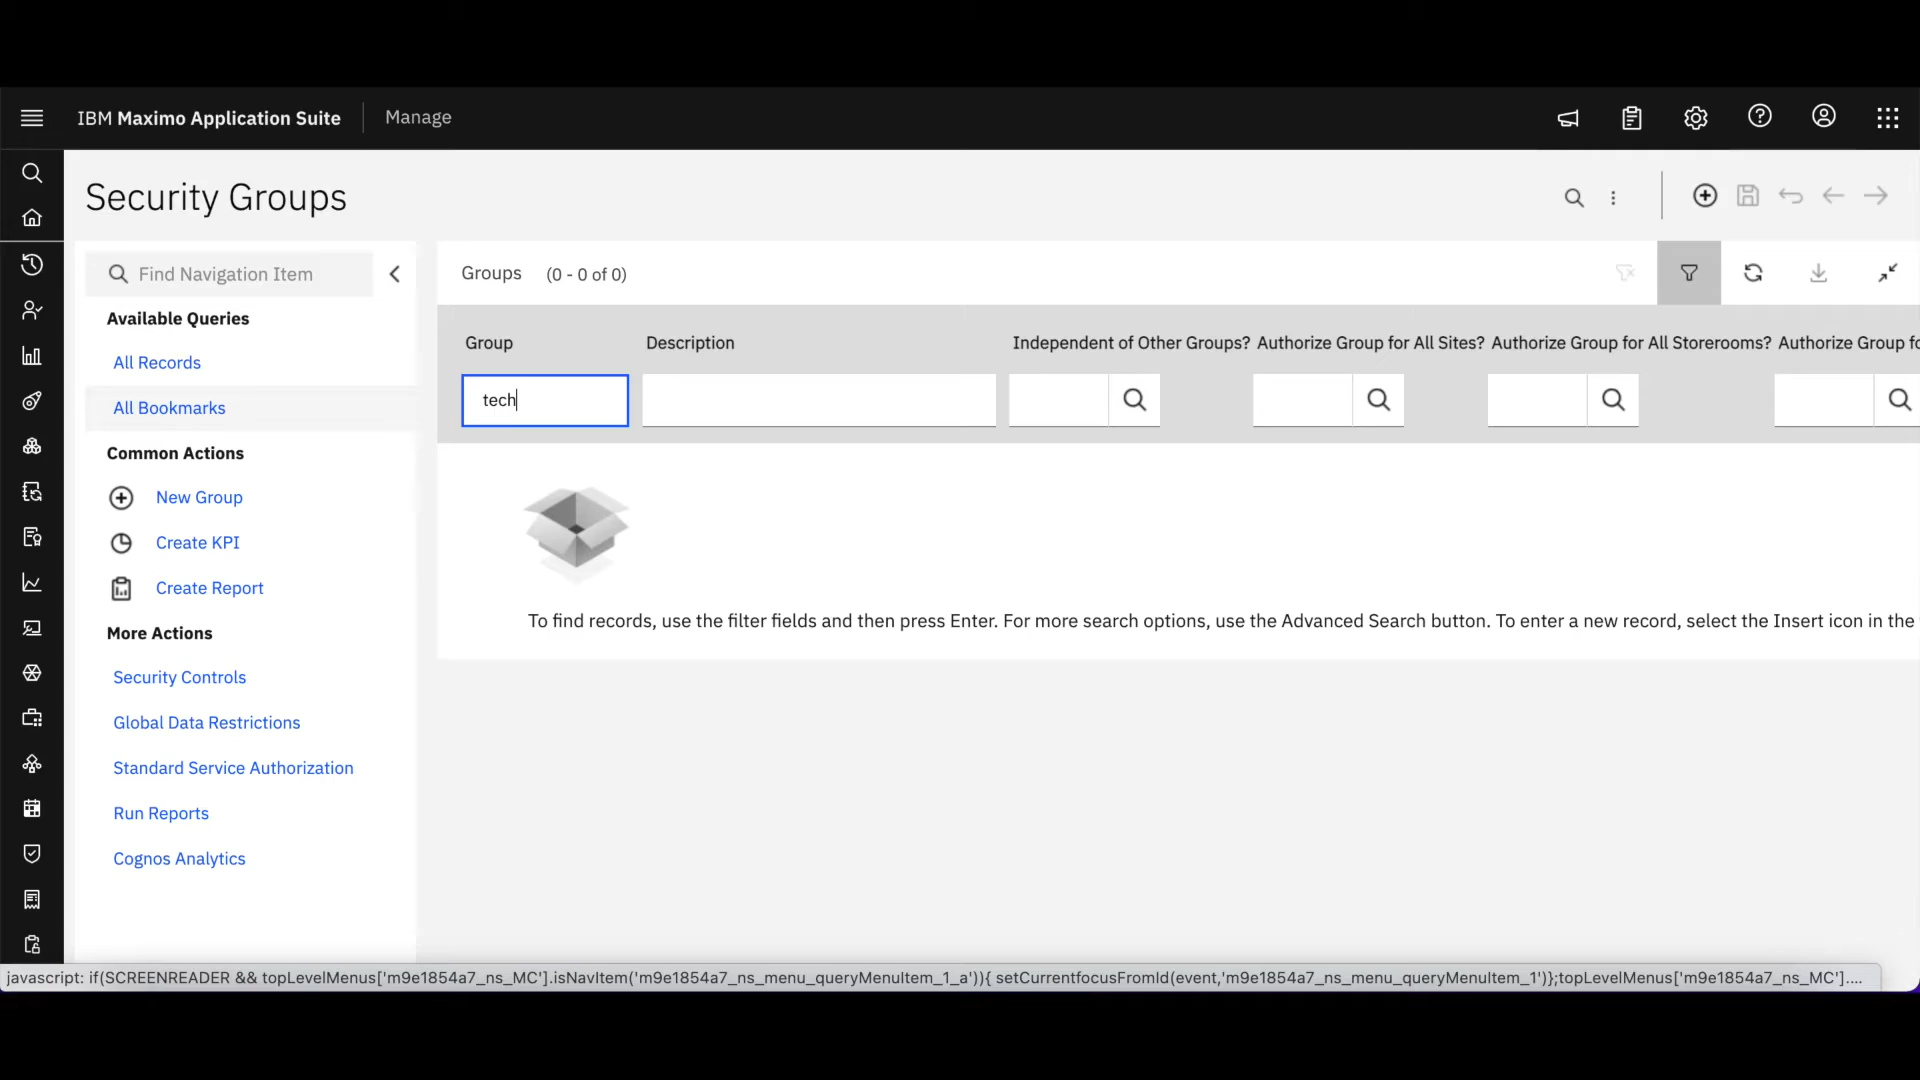 IBM Maximo Application Suite Manage
Security Groups
Find Navigation Item
Available Queries
All Records
All Bookmarks
Common Actions
New Group
Create KPI
Create Report
More Actions
Security Controls
Global Data Restrictions
Standard Service Authorization
Run Reports
Cognos Analytics
Groups (0 - 0 of 0)
Group Description Independent of Other Groups? Authorize Group for All Sites? Authorize Group for All Storerooms? Authorize Group fo
tech
To find records, use the filter fields and then press Enter. For more search options, use the Advanced Search button. To enter a new record, select the Insert icon in the
javascript: if(SCREENREADER && topLevelMenus['m9e1854a7_ns_MC'].isNavItem('m9e1854a7_ns_menu_queryMenuItem_1_a')){ setCurrentfocusFromId(event,'m9e1854a7_ns_menu_queryMenuItem_1')};topLevelMenus['m9e1854a7_ns_MC']....